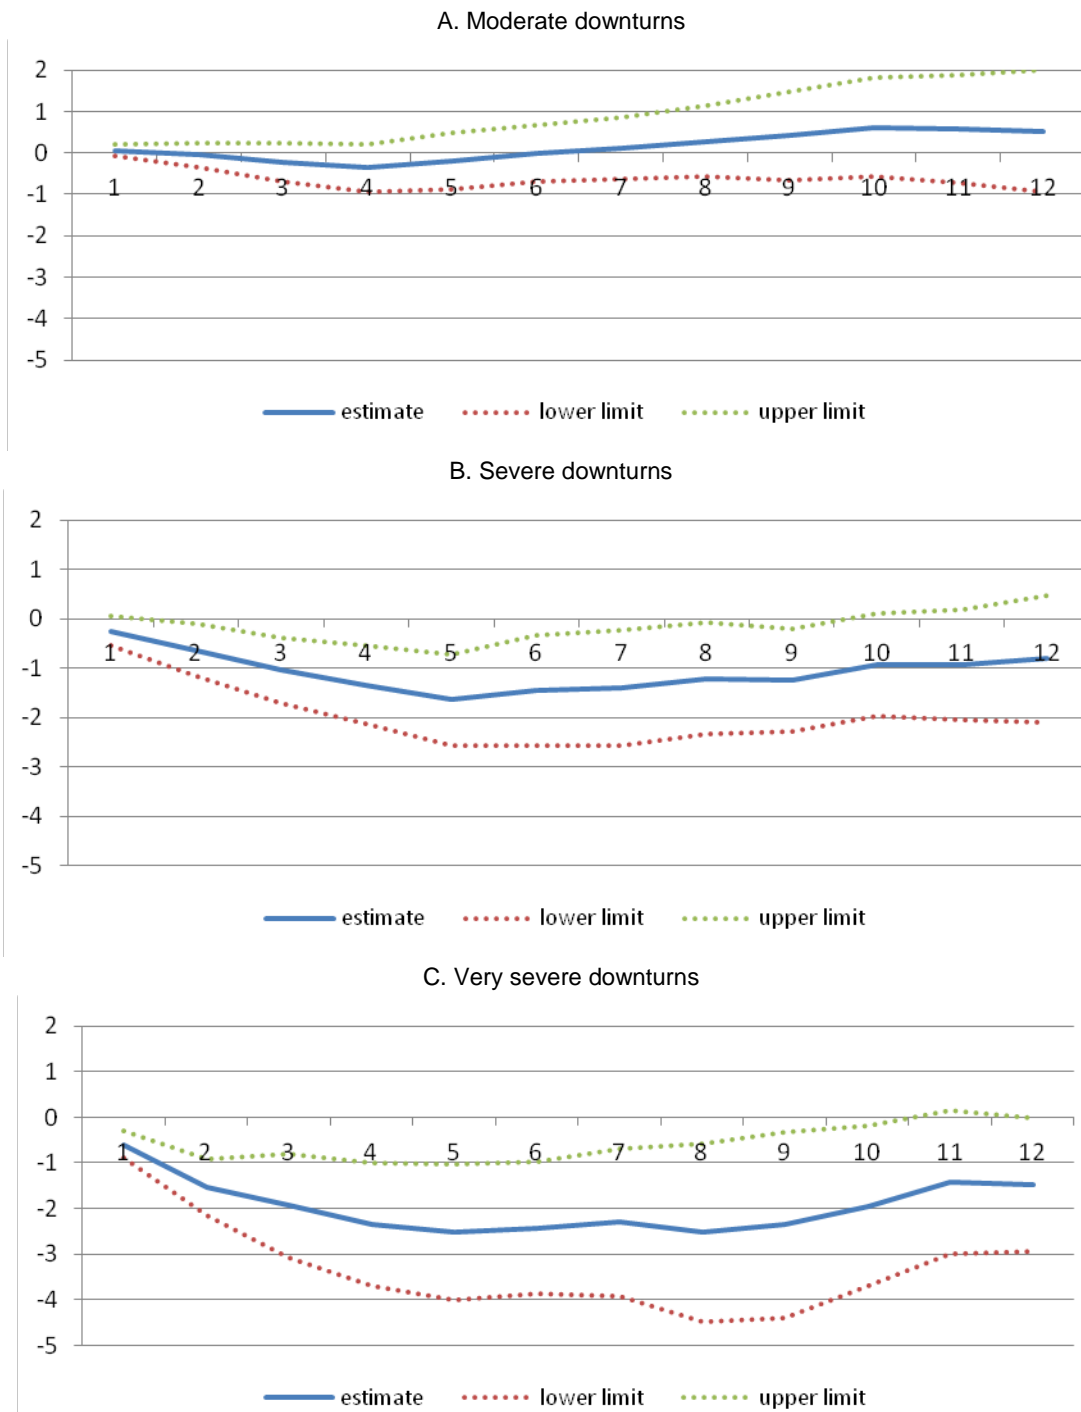 A. Moderate downturns
2
1
0
-1
-2
-3
-4
-5
1 2 3 4 5 6 7 8 9 10 11 12
estimate lower limit upper limit
B. Severe downturns
2
1
0
-1
-2
-3
-4
-5
1 2 3 4 5 6 7 8 9 10 11 12
estimate lower limit upper limit
C. Very severe downturns
2
1
0
-1
-2
-3
-4
-5
1 2 3 4 5 6 7 8 9 10 11 12
estimate lower limit upper limit